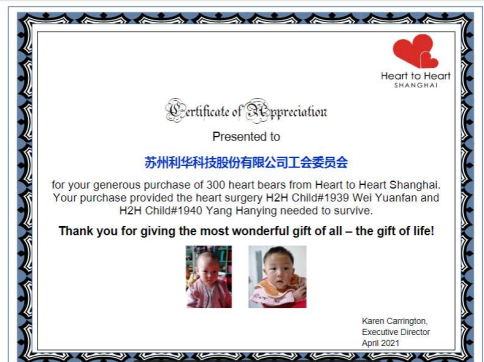 Heart to Heart
SHANGHAI
Certificate of Appreciation
Presented to
苏州利华科技股份有限公司工会委员会
for your generous purchase of 300 heart bears from Heart to Heart Shanghai.
Your purchase provided the heart surgery H2H Child#1939 Wei Yuanfan and
H2H Child#1940 Yang Hanying needed to survive.
Thank you for giving the most wonderful gift of all – the gift of life!
Karen Carrington,
Executive Director
April 2021